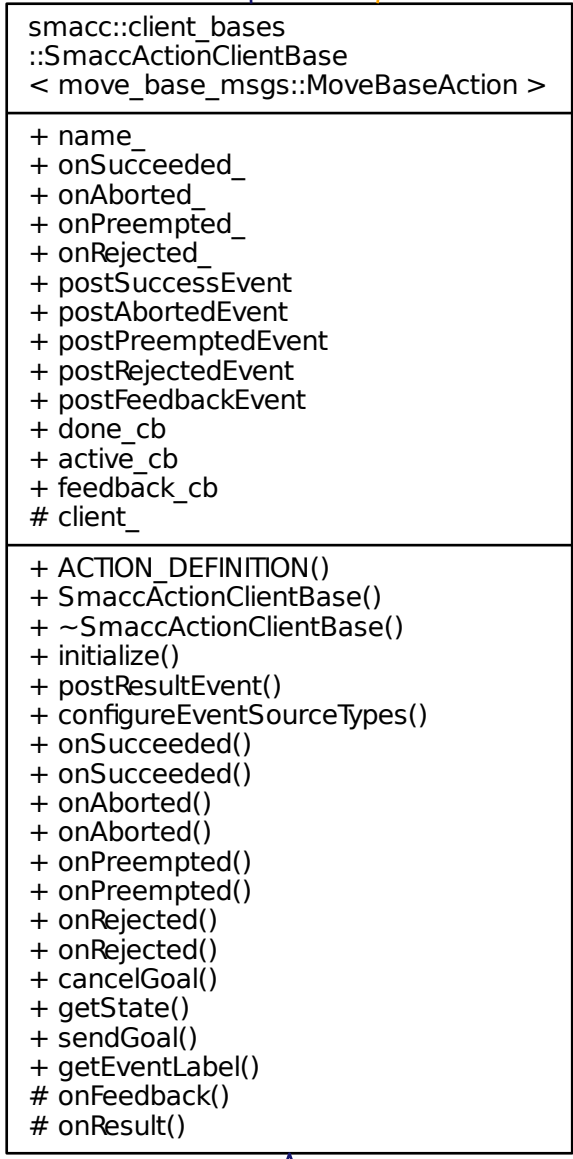 smacc::client_bases
::SmaccActionClientBase
< move_base_msgs::MoveBaseAction >
+ name_
+ onSucceeded_
+ onAborted_
+ onPreempted_
+ onRejected_
+ postSuccessEvent
+ postAbortedEvent
+ postPreemptedEvent
+ postRejectedEvent
+ postFeedbackEvent
+ done_cb
+ active_cb
+ feedback_cb
# client_
+ ACTION_DEFINITION()
+ SmaccActionClientBase()
+ ~SmaccActionClientBase()
+ initialize()
+ postResultEvent()
+ configureEventSourceTypes()
+ onSucceeded()
+ onSucceeded()
+ onAborted()
+ onAborted()
+ onPreempted()
+ onPreempted()
+ onRejected()
+ onRejected()
+ cancelGoal()
+ getState()
+ sendGoal()
+ getEventLabel()
# onFeedback()
# onResult()